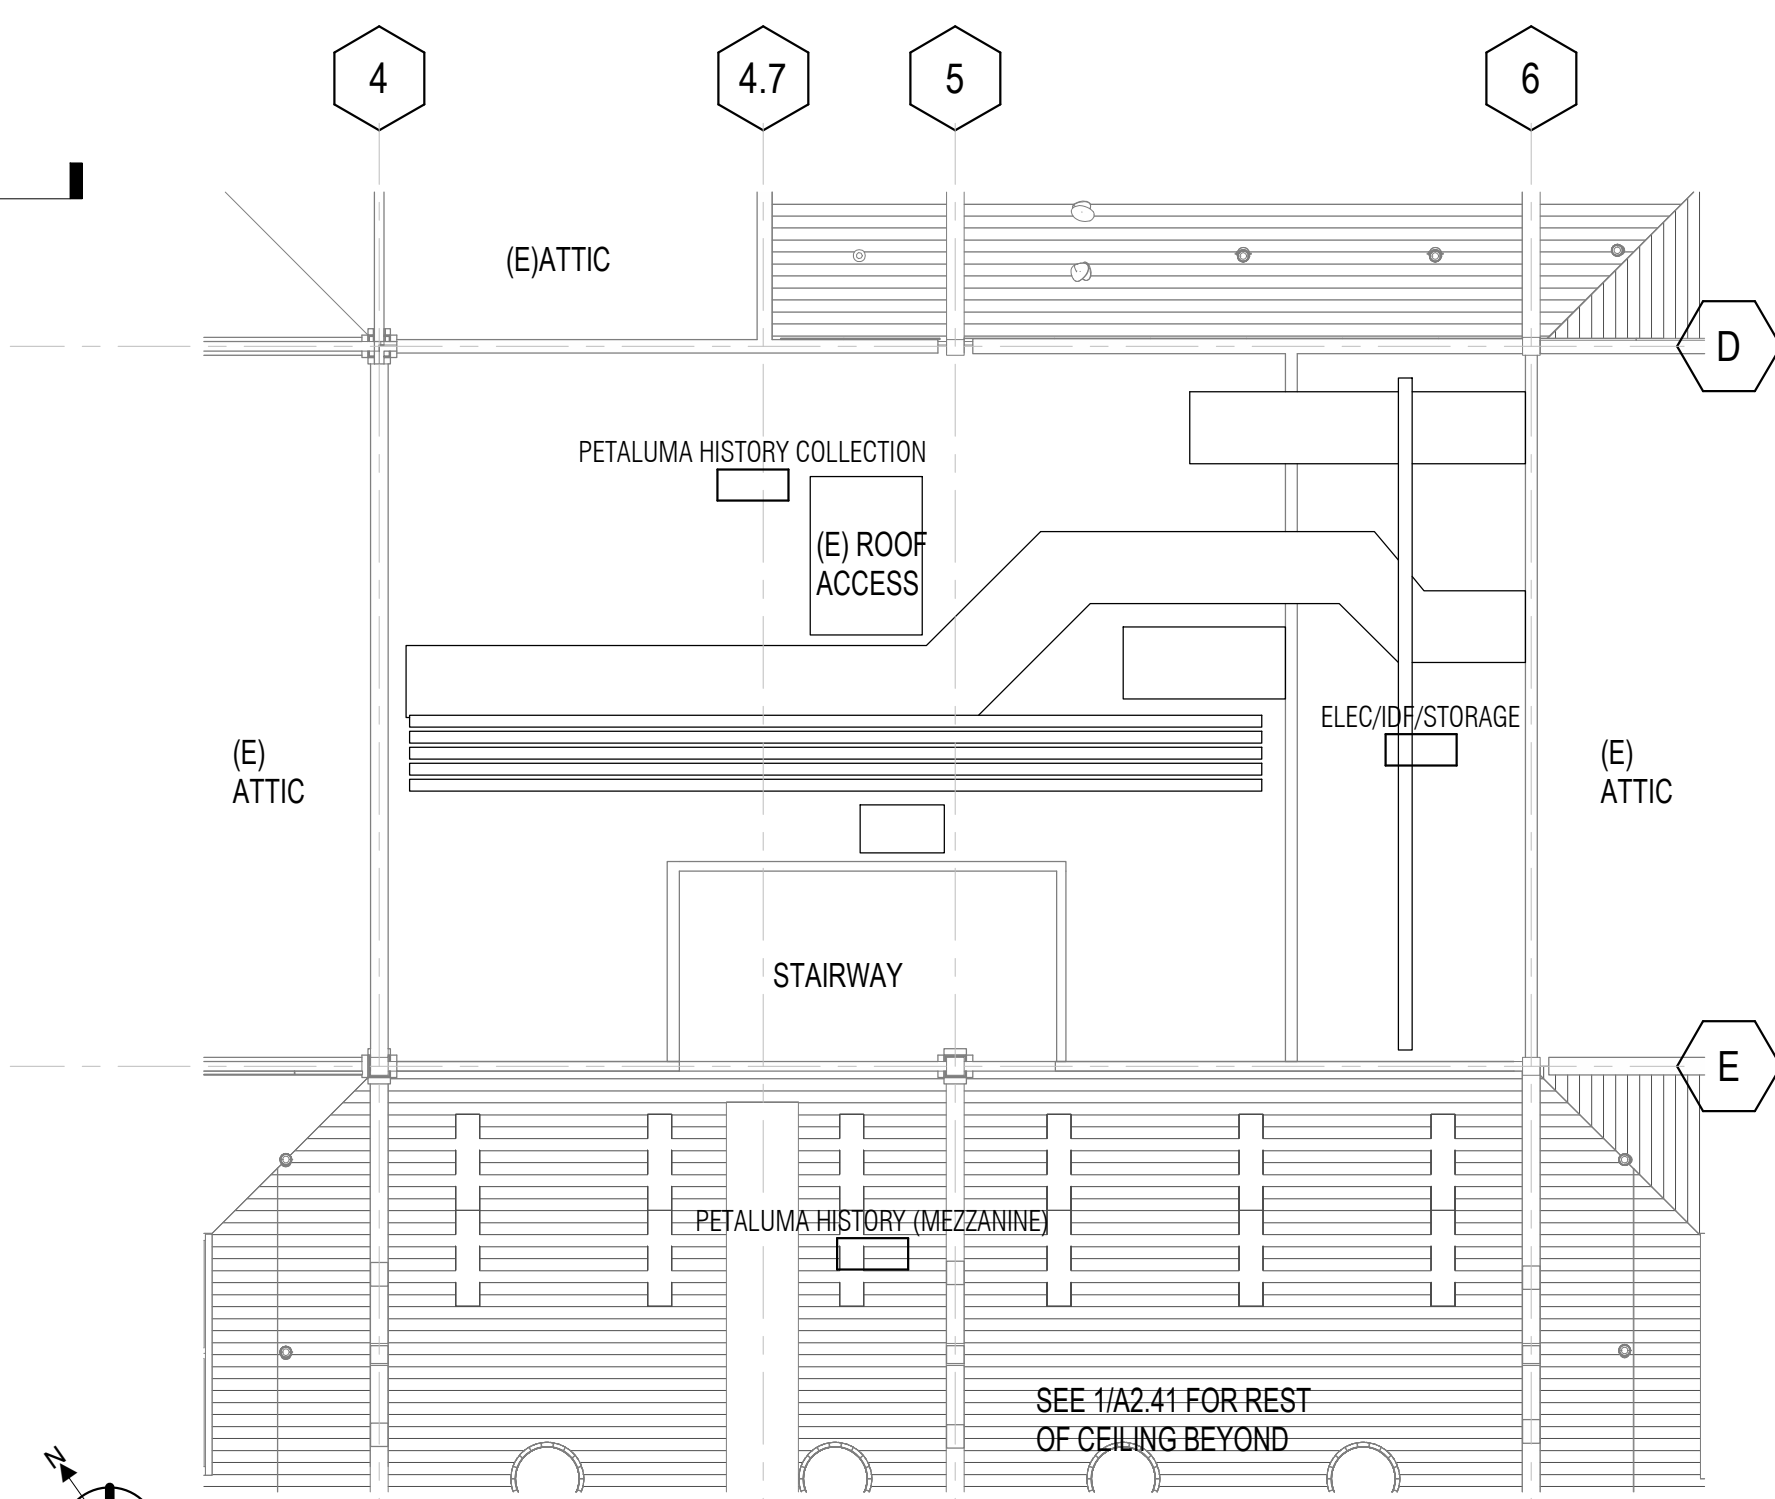 4
4.7
5
6
(E)ATTIC
D
PETALUMA HISTORY COLLECTION
(E) ROOF
ACCESS
ELEC/IDF/STORAGE
(E)
ATTIC
(E)
ATTIC
STAIRWAY
E
PETALUMA HISTORY (MEZZANINE)
SEE 1/A2.41 FOR REST
OF CEILING BEYOND
N